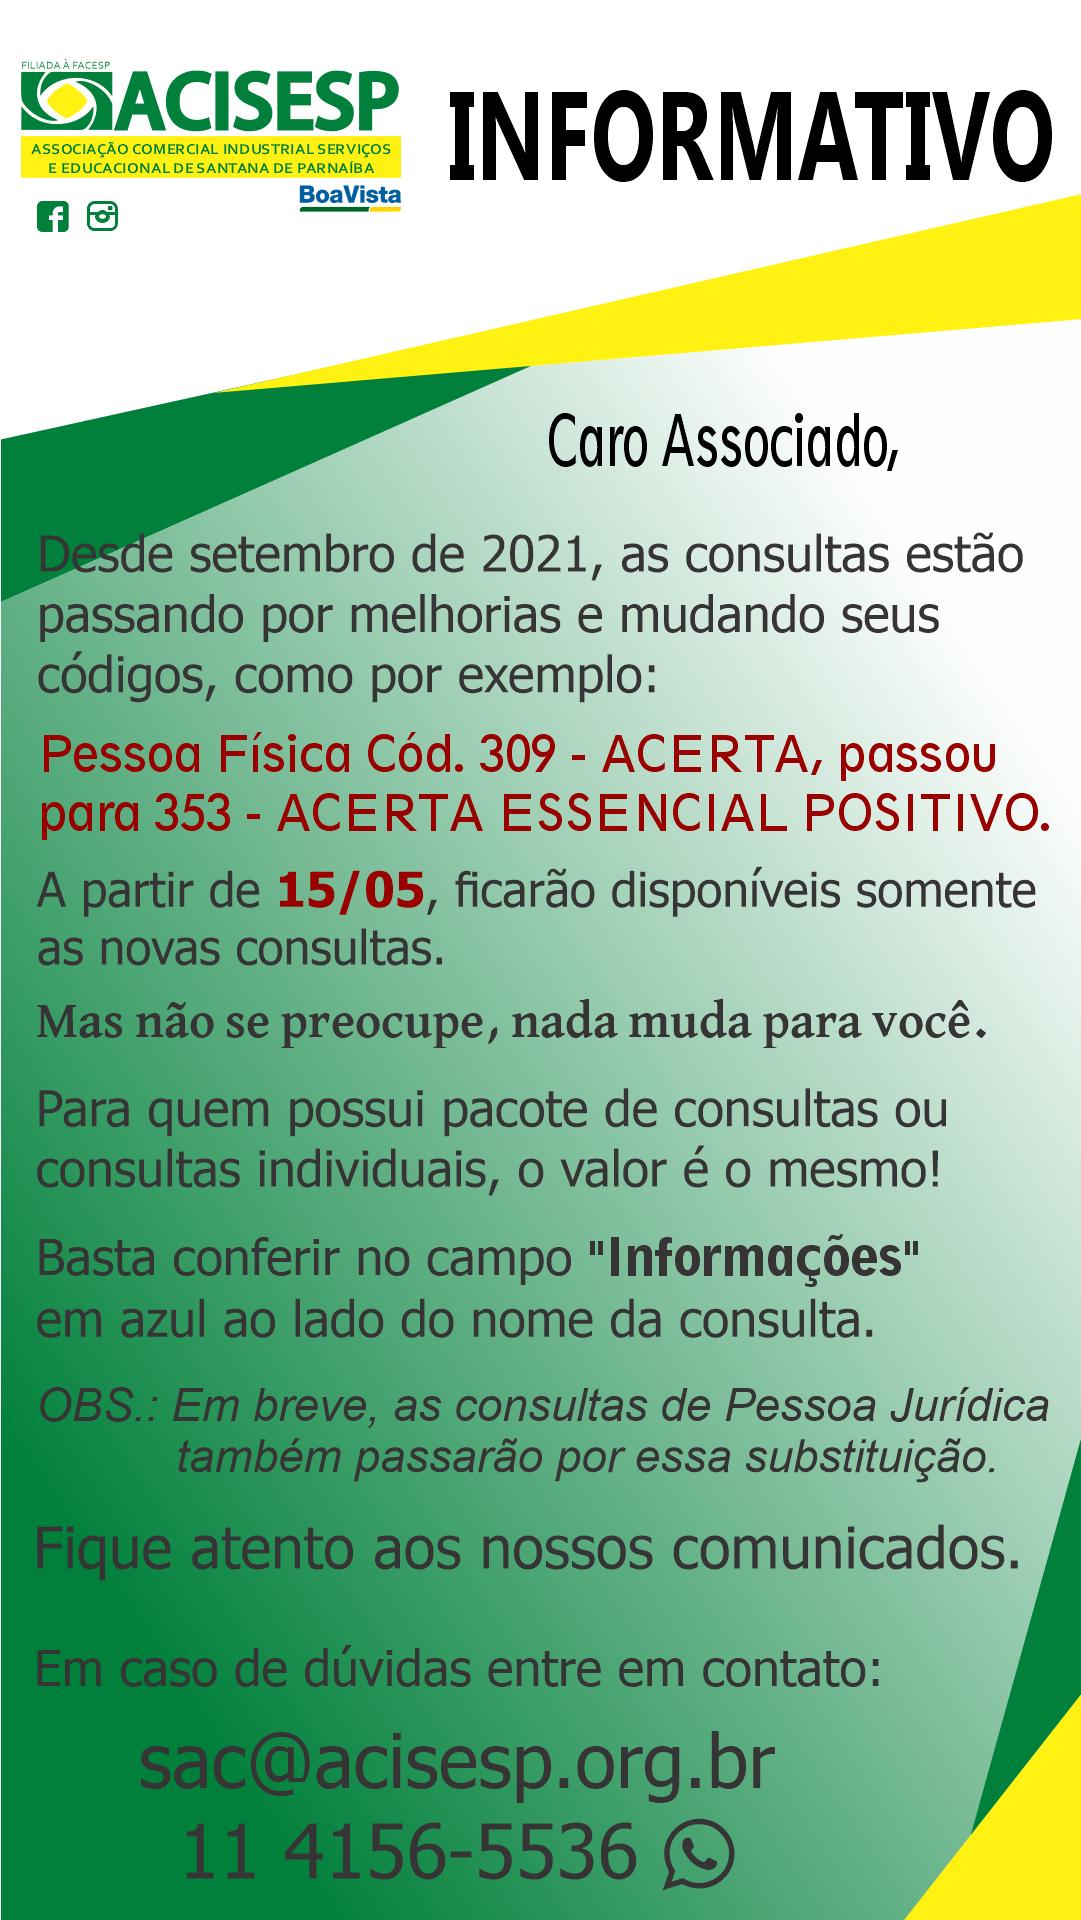 FILIADA À FACESP
ACISESP
ASSOCIAÇÃO COMERCIAL INDUSTRIAL SERVIÇOS
E EDUCACIONAL DE SANTANA DE PARNAÍBA
BoaVista
INFORMATIVO
Caro Associado,
Desde setembro de 2021, as consultas estão
passando por melhorias e mudando seus
códigos, como por exemplo:
Pessoa Física Cód. 309 - ACERTA, passou
para 353 - ACERTA ESSENCIAL POSITIVO.
A partir de 15/05, ficarão disponíveis somente
as novas consultas.
Mas não se preocupe, nada muda para você.
Para quem possui pacote de consultas ou
consultas individuais, o valor é o mesmo!
Basta conferir no campo "Informações"
em azul ao lado do nome da consulta.
OBS.: Em breve, as consultas de Pessoa Jurídica
também passarão por essa substituição.
Fique atento aos nossos comunicados.
Em caso de dúvidas entre em contato:
sac@acisesp.org.br
11 4156-5536